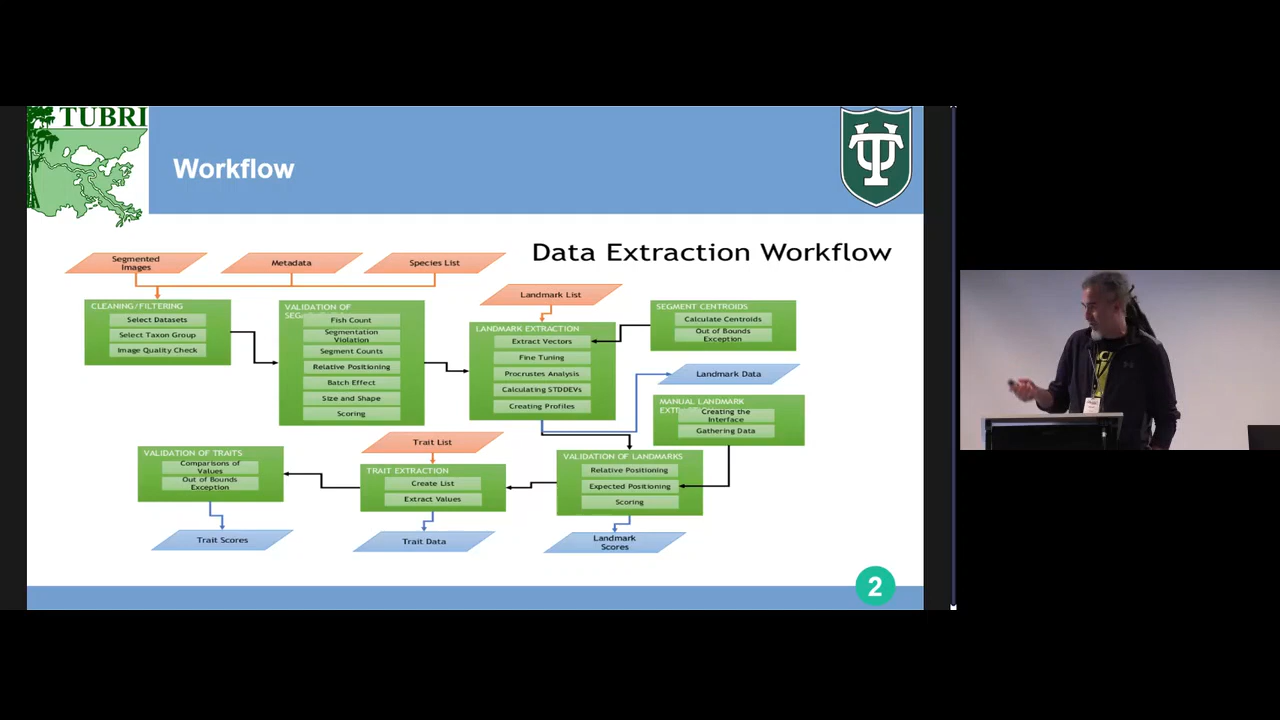 TUBRI
Workflow
Data Extraction Workflow
Segmented
Images
Metadata
Species List
Landmark List
CLEANING/FILTERING
Select Datasets
Select Taxon Group
Image Quality Check
VALIDATION OF
Fish Count
Segmentation
Violation
Segment Counts
Relative Positioning
Batch Effect
Size and Shape
Scoring
LANDMARK EXTRACTION
Extract Vectors
Fine Tuning
Procrustes Analysis
Calculating STDDEVs
Creating Profiles
SEGMENT CENTROIDS
Calculate Centroids
Out of Bounds
Exception
Landmark Data
MANUAL LANDMARK
Creating the
Interface
Gathering Data
Trait List
VALIDATION OF TRAITS
Comparisons of
Values
Out of Bounds
Exception
TRAIT EXTRACTION
Create List
Extract Values
VALIDATION OF LANDMARKS
Relative Positioning
Expected Positioning
Scoring
Trait Scores
Trait Data
Landmark
Scores
2